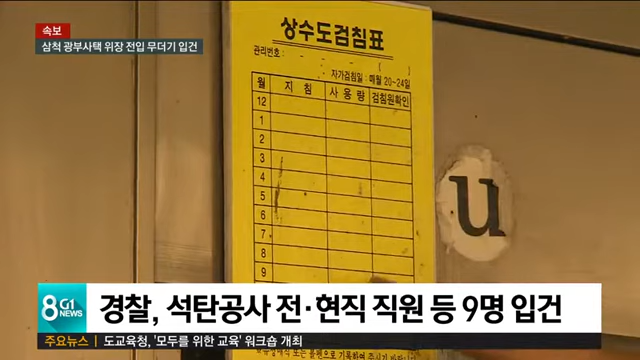 속보
삼척 광부사택 위장 전입 무더기 입건
상수도검침표
관리번호 : - - -
자가검침일 : 매월 20~24일
월 지침 사용량 검침원확인
12
1
2
3
4
5
6
7
8
9
u
8 G1 NEWS
경찰, 석탄공사 전·현직 직원 등 9명 입건
주요뉴스 도교육청, '모두를 위한 교육' 워크숍 개최